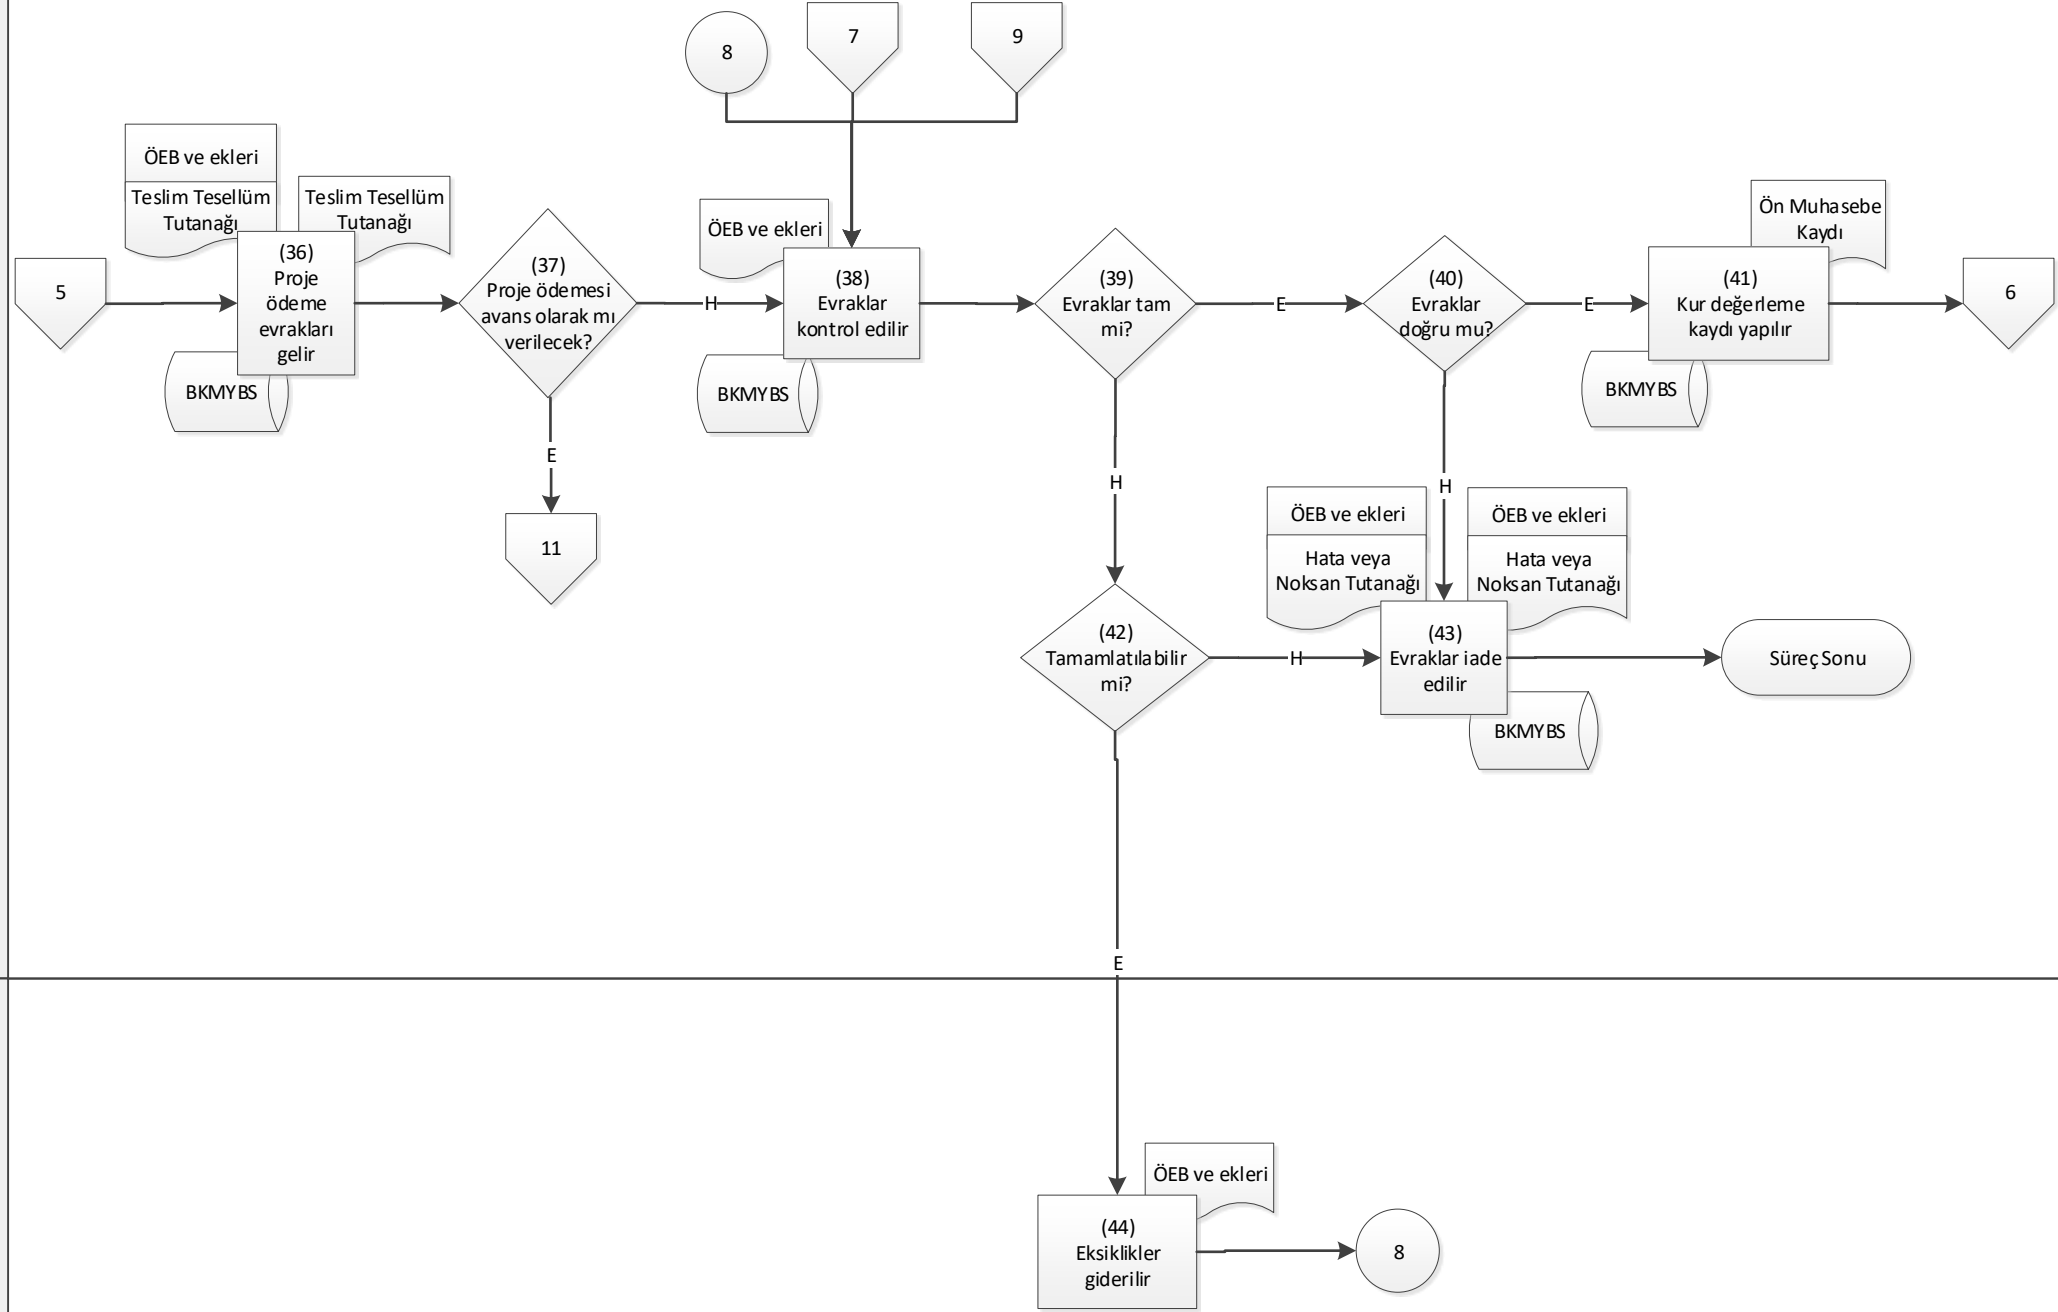 8
7
9
ÖEB ve ekleri
Teslim Tesellüm
Tutanağı
Teslim Tesellüm
Tutanağı
5
(36)
Proje
ödeme
evrakları
gelir
BKMYBS
(37)
Proje ödemesi
avans olarak mı
verilecek?
H
E
11
ÖEB ve ekleri
(38)
Evraklar
kontrol edilir
BKMYBS
(39)
Evraklar tam
mi?
E
H
(40)
Evraklar
doğru mu?
E
H
Ön Muhasebe
Kaydı
(41)
Kur değerleme
kaydı yapılır
BKMYBS
6
ÖEB ve ekleri
Hata veya
Noksan Tutanağı
ÖEB ve ekleri
Hata veya
Noksan Tutanağı
(42)
Tamamlatılabilir
mi?
H
(43)
Evraklar iade
edilir
BKMYBS
Süreç Sonu
E
ÖEB ve ekleri
(44)
Eksiklikler
giderilir
8